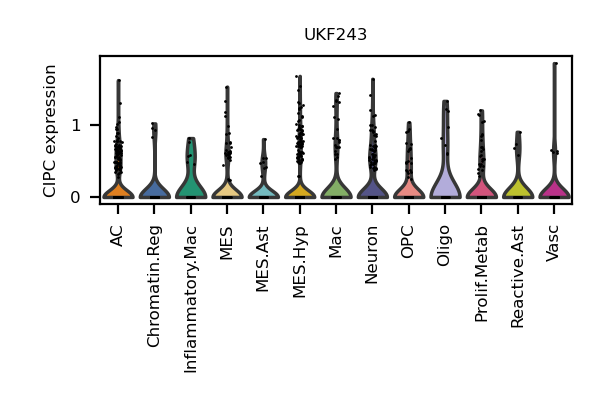 UKF243
CIPC expression
1
0
AC
Chromatin.Reg
Inflammatory.Mac
MES
MES.Ast
MES.Hyp
Mac
Neuron
OPC
Oligo
Prolif.Metab
Reactive.Ast
Vasc